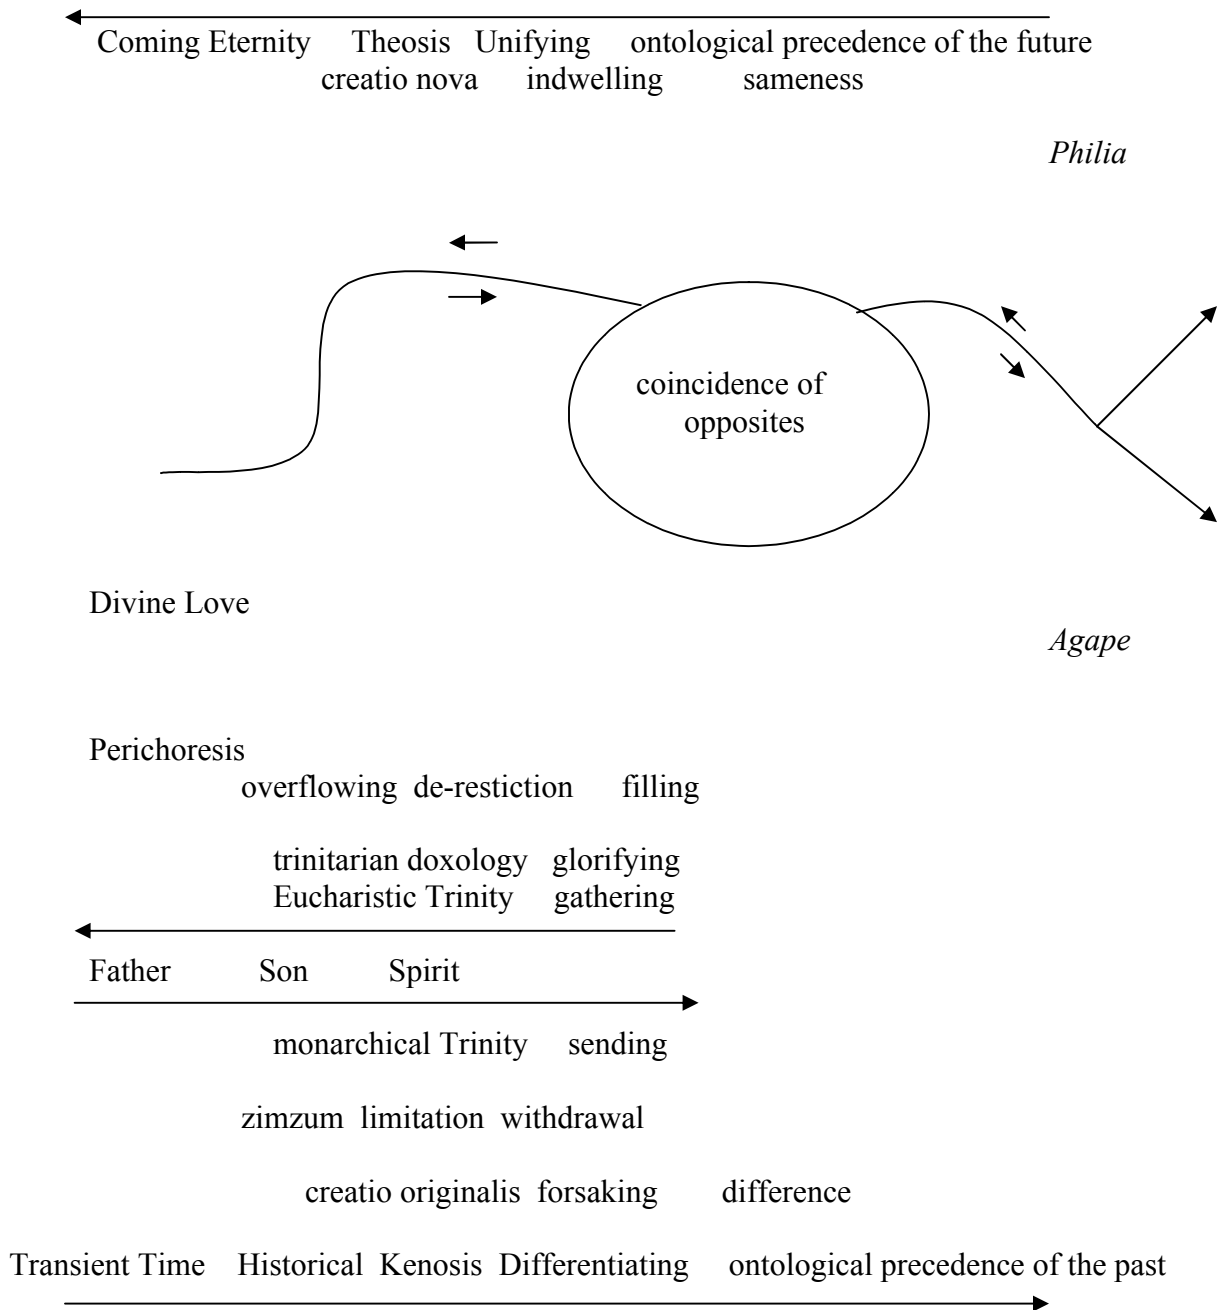 Coming Eternity Theosis Unifying ontological precedence of the future
creatio nova indwelling sameness
Philia
coincidence of
opposites
Divine Love
Agape
Perichoresis
overflowing de-restiction filling
trinitarian doxology glorifying
Eucharistic Trinity gathering
Father Son Spirit
monarchical Trinity sending
zimzum limitation withdrawal
creatio originalis forsaking difference
Transient Time Historical Kenosis Differentiating ontological precedence of the past